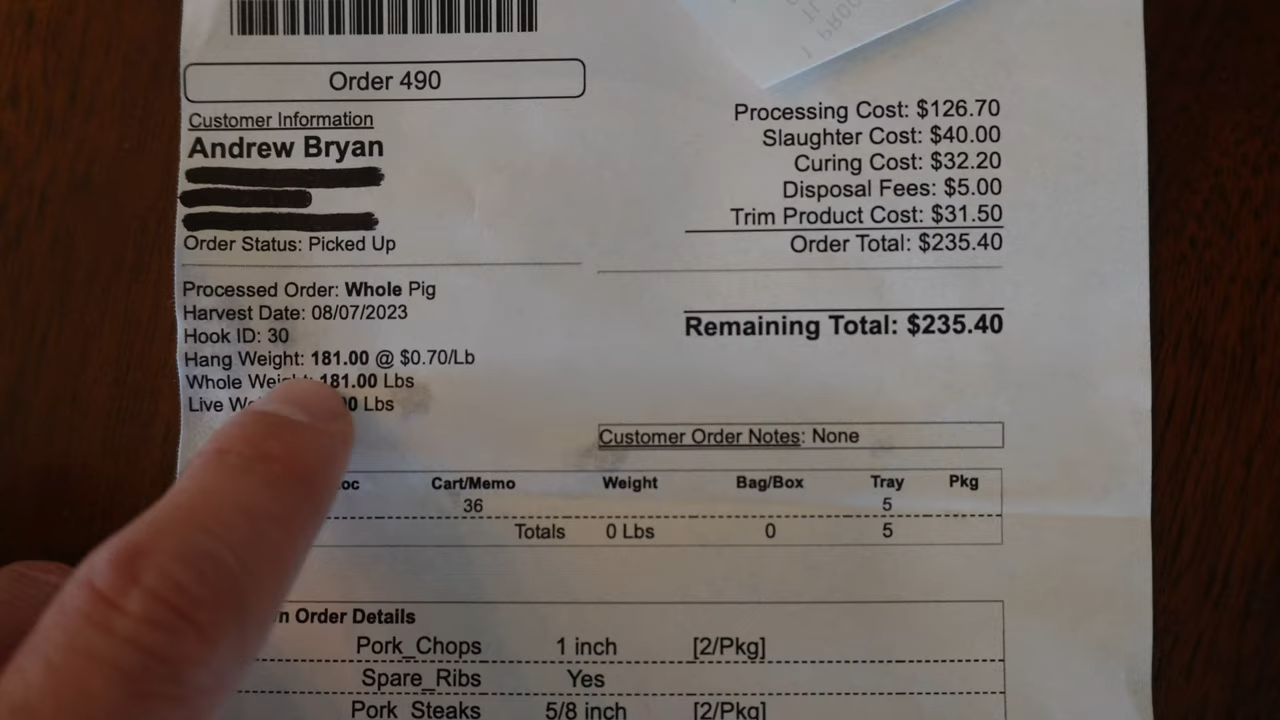 Order 490
Customer Information
Andrew Bryan
Order Status: Picked Up
Processed Order: Whole Pig
Harvest Date: 08/07/2023
Hook ID: 30
Hang Weight: 181.00 @ $0.70/Lb
Whole 181.00 Lbs
Live Lbs
Processing Cost: $126.70
Slaughter Cost: $40.00
Curing Cost: $32.20
Disposal Fees: $5.00
Trim Product Cost: $31.50
Order Total: $235.40
Remaining Total: $235.40
Customer Order Notes: None
Cart/Memo Weight Bag/Box Tray Pkg
36 5
Totals 0 Lbs 0 5
Order Details
Pork_Chops 1 inch [2/Pkg]
Spare_Ribs Yes
Pork_Steaks 5/8 inch [2/Pkg]